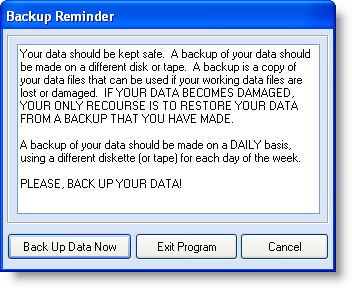 Backup Reminder
Your data should be kept safe.  A backup of your data should
be made on a different disk or tape.  A backup is a copy of
your data files that can be used if your working data files are
lost or damaged.  IF YOUR DATA BECOMES DAMAGED,
YOUR ONLY RECOURSE IS TO RESTORE YOUR DATA
FROM A BACKUP THAT YOU HAVE MADE.
A backup of your data should be made on a DAILY basis,
using a different diskette (or tape) for each day of the week.
PLEASE, BACK UP YOUR DATA!
Back Up Data Now
Exit Program
Cancel